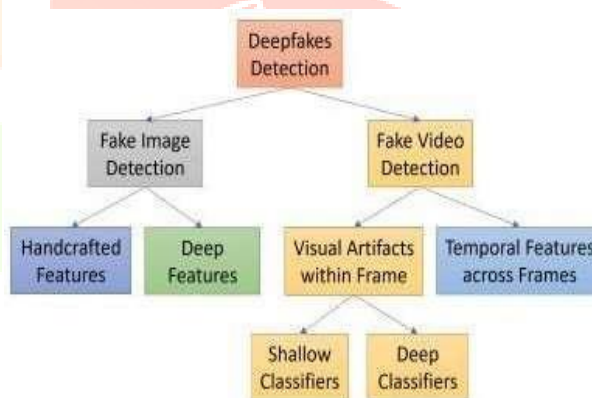 Deepfakes
Detection
Fake Image
Detection
Fake Video
Detection
Handcrafted
Features
Deep
Features
Visual Artifacts
within Frame
Temporal Features
across Frames
Shallow
Classifiers
Deep
Classifiers